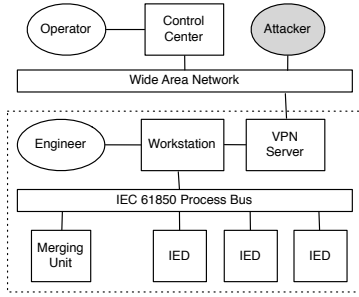 Operator
Control
Center
Attacker
Wide Area Network
Engineer
Workstation
VPN
Server
IEC 61850 Process Bus
Merging
Unit
IED
IED
IED